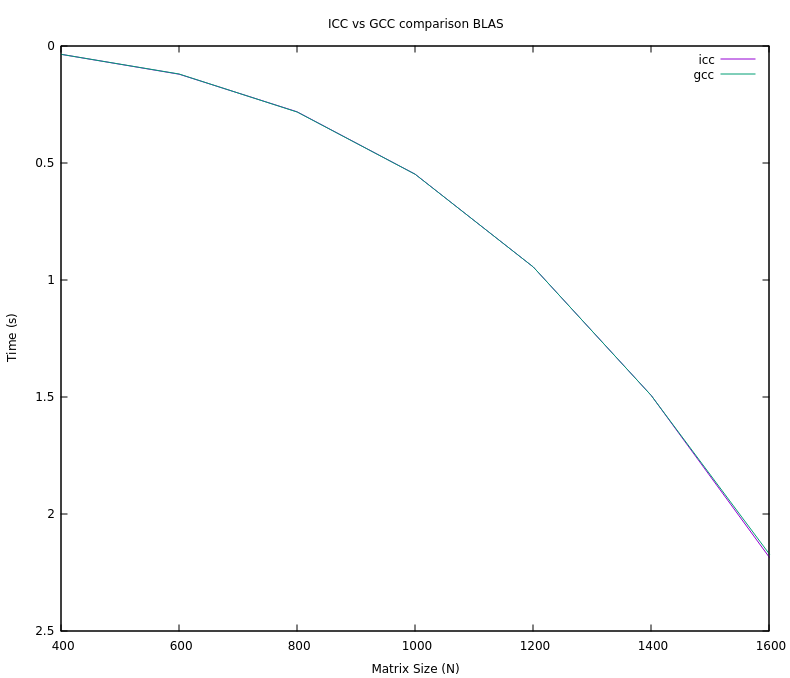 ICC vs GCC comparison BLAS
icc
gcc
0
0.5
1
1.5
2
2.5
Time (s)
400 600 800 1000 1200 1400 1600
Matrix Size (N)